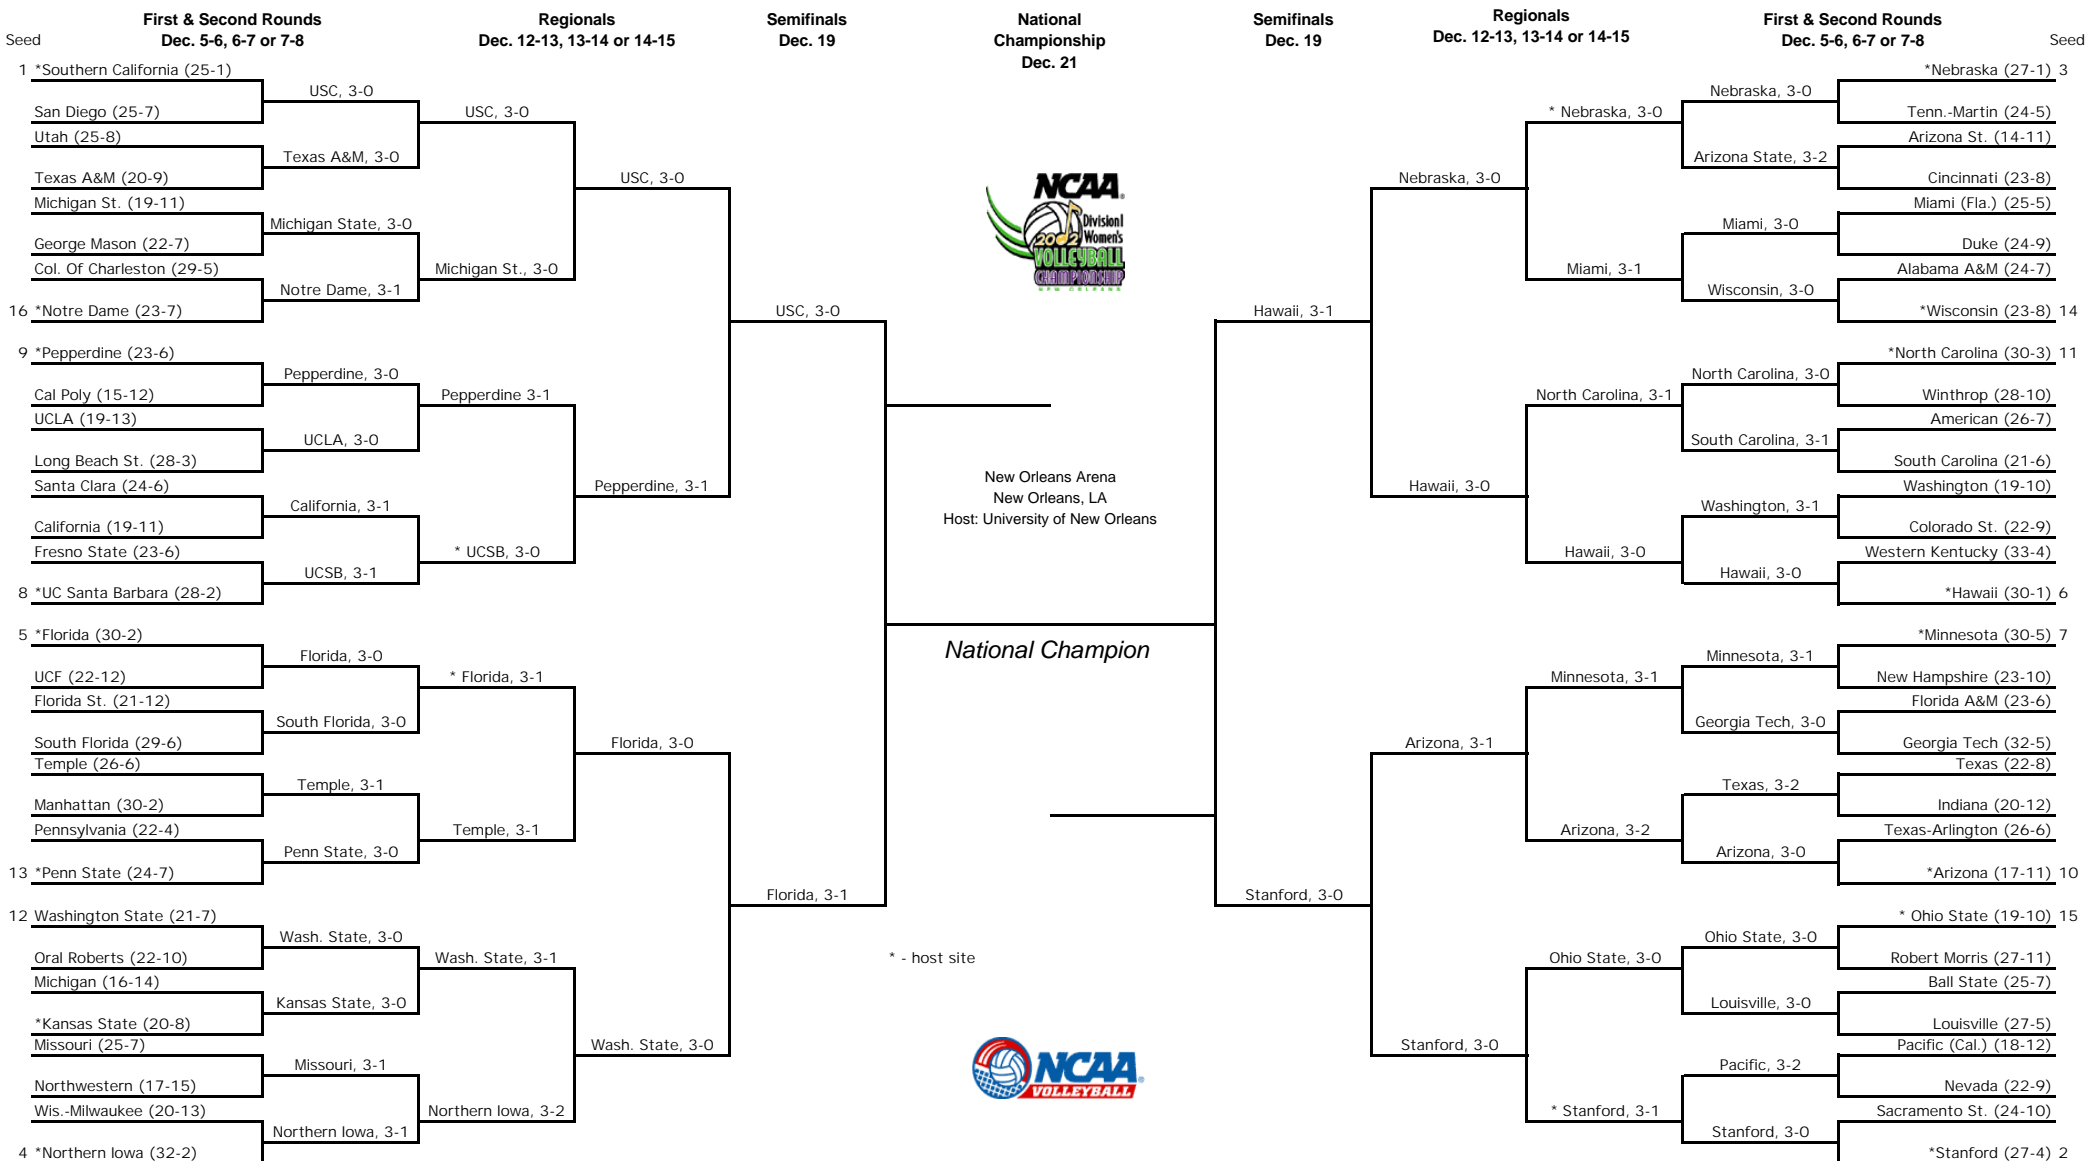 First & Second Rounds
Dec. 5-6, 6-7 or 7-8
Regionals
Dec. 12-13, 13-14 or 14-15
Semifinals
Dec. 19
National
Championship
Dec. 21
Semifinals
Dec. 19
Regionals
Dec. 12-13, 13-14 or 14-15
First & Second Rounds
Dec. 5-6, 6-7 or 7-8
Seed
Seed
1 *Southern California (25-1)
San Diego (25-7)
Utah (25-8)
Texas A&M (20-9)
Michigan St. (19-11)
George Mason (22-7)
Col. Of Charleston (29-5)
16 *Notre Dame (23-7)
9 *Pepperdine (23-6)
Cal Poly (15-12)
UCLA (19-13)
Long Beach St. (28-3)
Santa Clara (24-6)
California (19-11)
Fresno State (23-6)
8 *UC Santa Barbara (28-2)
5 *Florida (30-2)
UCF (22-12)
Florida St. (21-12)
South Florida (29-6)
Temple (26-6)
Manhattan (30-2)
Pennsylvania (22-4)
13 *Penn State (24-7)
12 Washington State (21-7)
Oral Roberts (22-10)
Michigan (16-14)
*Kansas State (20-8)
Missouri (25-7)
Northwestern (17-15)
Wis.-Milwaukee (20-13)
4 *Northern Iowa (32-2)
USC, 3-0
Texas A&M, 3-0
Michigan State, 3-0
Notre Dame, 3-1
Pepperdine, 3-0
UCLA, 3-0
California, 3-1
UCSB, 3-1
Florida, 3-0
South Florida, 3-0
Temple, 3-1
Penn State, 3-0
Wash. State, 3-0
Kansas State, 3-0
Missouri, 3-1
Northern Iowa, 3-1
USC, 3-0
Michigan St., 3-0
Pepperdine 3-1
* UCSB, 3-0
* Florida, 3-1
Temple, 3-1
Wash. State, 3-1
Northern Iowa, 3-2
USC, 3-0
Pepperdine, 3-1
Florida, 3-0
Wash. State, 3-0
USC, 3-0
Florida, 3-1
NCAA®
Division I
2002 Women's
VOLLEYBALL
CHAMPIONSHIP
NEW ORLEANS
New Orleans Arena
New Orleans, LA
Host: University of New Orleans
National Champion
* - host site
NCAA®
VOLLEYBALL
Hawaii, 3-1
Stanford, 3-0
Nebraska, 3-0
Hawaii, 3-0
Arizona, 3-1
Stanford, 3-0
* Nebraska, 3-0
Miami, 3-1
North Carolina, 3-1
Hawaii, 3-0
Minnesota, 3-1
Arizona, 3-2
Ohio State, 3-0
* Stanford, 3-1
Nebraska, 3-0
Arizona State, 3-2
Miami, 3-0
Wisconsin, 3-0
North Carolina, 3-0
South Carolina, 3-1
Washington, 3-1
Hawaii, 3-0
Minnesota, 3-1
Georgia Tech, 3-0
Texas, 3-2
Arizona, 3-0
Ohio State, 3-0
Louisville, 3-0
Pacific, 3-2
Stanford, 3-0
*Nebraska (27-1) 3
Tenn.-Martin (24-5)
Arizona St. (14-11)
Cincinnati (23-8)
Miami (Fla.) (25-5)
Duke (24-9)
Alabama A&M (24-7)
*Wisconsin (23-8) 14
*North Carolina (30-3) 11
Winthrop (28-10)
American (26-7)
South Carolina (21-6)
Washington (19-10)
Colorado St. (22-9)
Western Kentucky (33-4)
*Hawaii (30-1) 6
*Minnesota (30-5) 7
New Hampshire (23-10)
Florida A&M (23-6)
Georgia Tech (32-5)
Texas (22-8)
Indiana (20-12)
Texas-Arlington (26-6)
*Arizona (17-11) 10
* Ohio State (19-10) 15
Robert Morris (27-11)
Ball State (25-7)
Louisville (27-5)
Pacific (Cal.) (18-12)
Nevada (22-9)
Sacramento St. (24-10)
*Stanford (27-4) 2